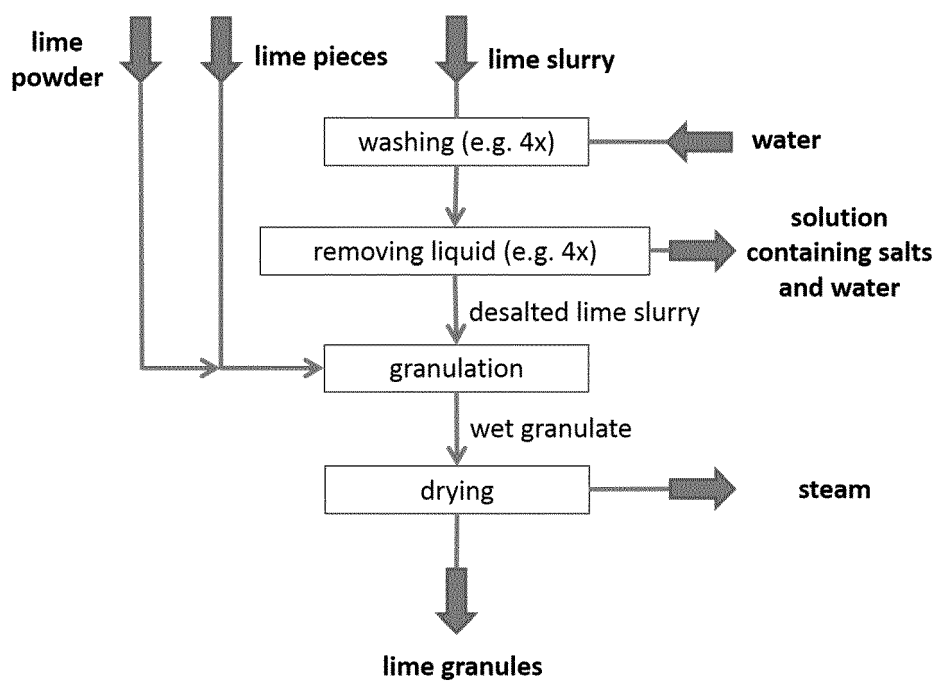 lime
powder
lime pieces
lime slurry
washing (e.g. 4x)
water
removing liquid (e.g. 4x)
solution
containing salts
and water
desalted lime slurry
granulation
wet granulate
drying
steam
lime granules